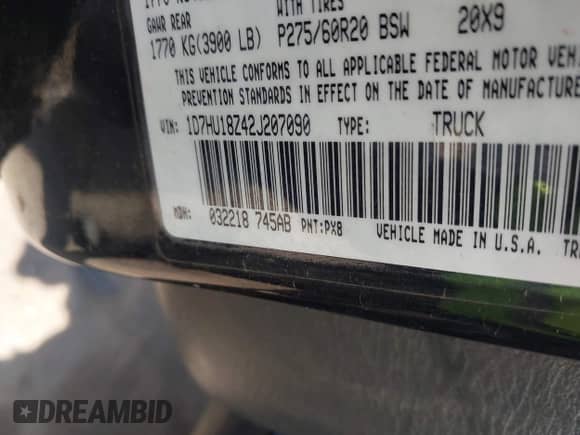 GAWR REAR WITH TIRES
1770 KG(3900 LB) P275/60R20 BSW 20X9
THIS VEHICLE CONFORMS TO ALL APPLICABLE FEDERAL MOTOR
PREVENTION STANDARDS IN EFFECT ON THE DATE OF MANUFACTURE
VIN: 1D7HU18Z42J207090 TYPE: TRUCK
MDH: 032218 745AB PNT:PX8 VEHICLE MADE IN U.S.A.
DREAMBID